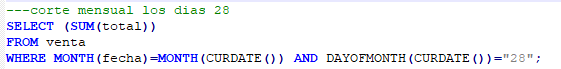 ---corte mensual los dias 28
SELECT (SUM(total))
FROM venta
WHERE MONTH(fecha)=MONTH(CURDATE()) AND DAYOFMONTH(CURDATE())="28";